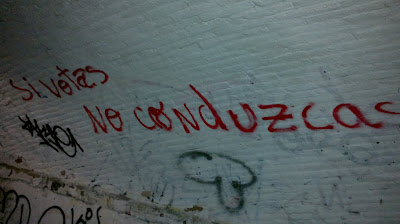 Si votas
No conduzcas